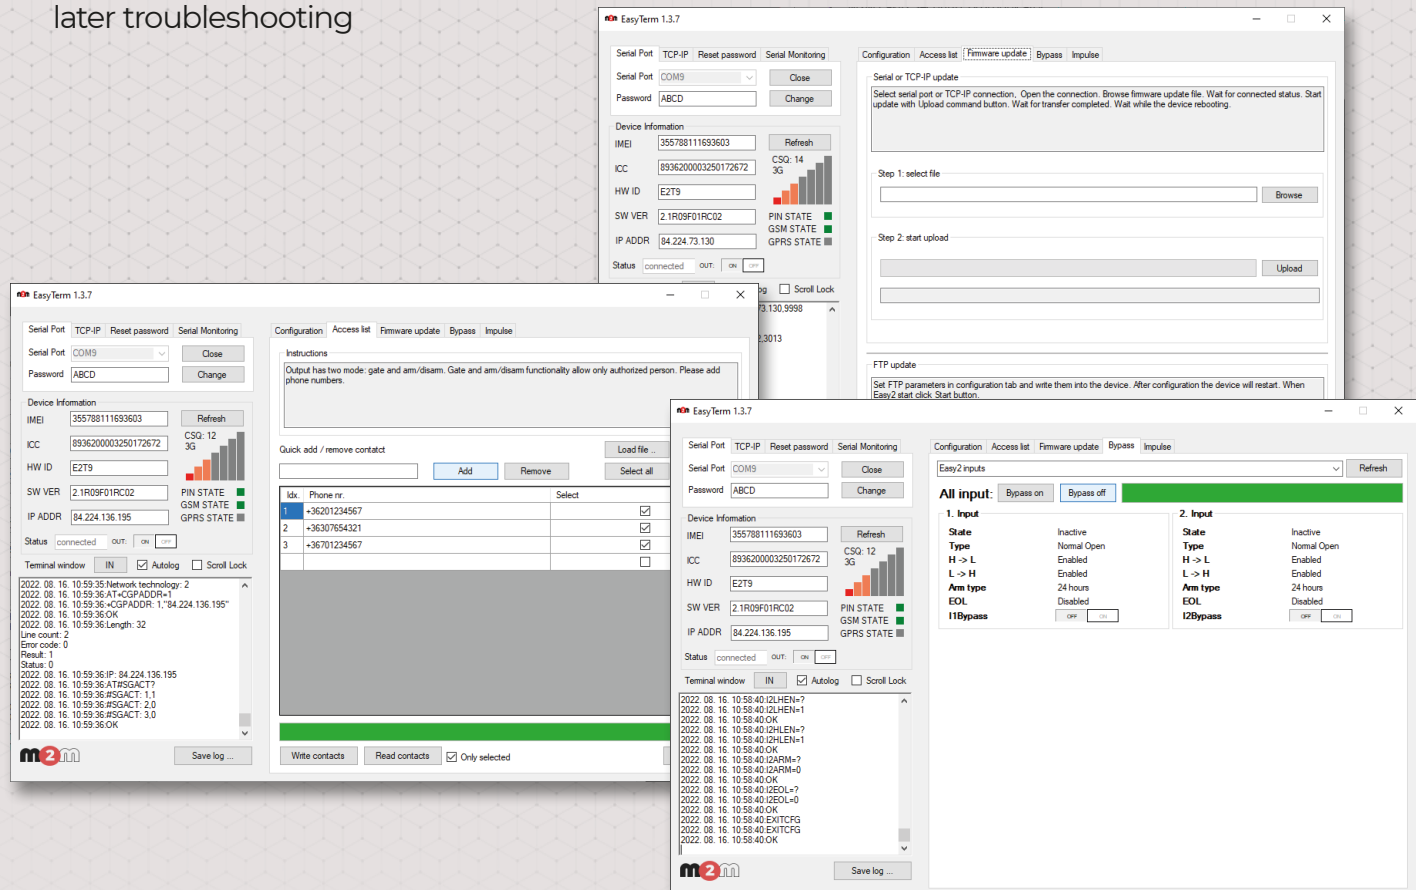 later troubleshooting
EasyTerm 1.3.7
Serial Port TCP-IP Reset password Serial Monitoring
Serial Port COM9 Close
Password ABCD Change
Device Information
IMEI 355788111693603 Refresh
ICC 8936200003250172672 CSQ: 14
3G
HW ID E2T9
SW VER 2.1R09F01RC02 PIN STATE
GSM STATE
IP ADDR 84.224.73.130 GPRS STATE
Status connected OUT: ON OFF
og Scroll Lock
73.130,9998
2,3013
Configuration Access list Firmware update Bypass Impulse
Serial or TCP-IP update
Select serial port or TCP-IP connection, Open the connection. Browse firmware update file. Wait for connected status. Start
update with Upload command button. Wait for transfer completed. Wait while the device rebooting.
Step 1: select file
Browse
Step 2: start upload
Upload
FTP update
Set FTP parameters in configuration tab and write them into the device. After configuration the device will restart. When
Easy2 start click Start button.
EasyTerm 1.3.7
Serial Port TCP-IP Reset password Serial Monitoring
Serial Port COM9 Close
Password ABCD Change
Device Information
IMEI 355788111693603 Refresh
ICC 8936200003250172672 CSQ: 12
3G
HW ID E2T9
SW VER 2.1R09F01RC02 PIN STATE
GSM STATE
IP ADDR 84.224.136.195 GPRS STATE
Status connected OUT: ON OFF
Terminal window IN Autolog Scroll Lock
2022. 08. 16. 10:59:35:Network technology: 2
2022. 08. 16. 10:59:36:AT+CGPADDR=1
2022. 08. 16. 10:59:36:+CGPADDR: 1,"84.224.136.195"
2022. 08. 16. 10:59:36:OK
2022. 08. 16. 10:59:36:Length: 32
Line count: 2
Error code: 0
Result: 1
Status: 0
2022. 08. 16. 10:59:36:IP: 84.224.136.195
2022. 08. 16. 10:59:36:AT#SGACT?
2022. 08. 16. 10:59:36:#SGACT: 1,1
2022. 08. 16. 10:59:36:#SGACT: 2,0
2022. 08. 16. 10:59:36:#SGACT: 3,0
2022. 08. 16. 10:59:36:OK
m2m Save log ...
Configuration Access list Firmware update Bypass Impulse
Instructions
Output has two mode: gate and arm/disarm. Gate and arm/disarm functionality allow only authorized person. Please add
phone numbers.
Quick add / remove contatct Load file ..
Add Remove Select all
Idx. Phone nr. Select
1 +36201234567
2 +36307654321
3 +36701234567
Write contacts Read contacts Only selected
EasyTerm 1.3.7
Serial Port TCP-IP Reset password Serial Monitoring
Serial Port COM9 Close
Password ABCD Change
Device Information
IMEI 355788111693603 Refresh
ICC 8936200003250172672 CSQ: 12
3G
HW ID E2T9
SW VER 2.1R09F01RC02 PIN STATE
GSM STATE
IP ADDR 84.224.136.195 GPRS STATE
Status connected OUT: ON OFF
Terminal window IN Autolog Scroll Lock
2022. 08. 16. 10:58:40:I2LHEN=?
2022. 08. 16. 10:58:40:I2LHEN=1
2022. 08. 16. 10:58:40:OK
2022. 08. 16. 10:58:40:I2HLEN=?
2022. 08. 16. 10:58:40:I2HLEN=1
2022. 08. 16. 10:58:40:OK
2022. 08. 16. 10:58:40:I2ARM=?
2022. 08. 16. 10:58:40:I2ARM=0
2022. 08. 16. 10:58:40:OK
2022. 08. 16. 10:58:40:I2EOL=?
2022. 08. 16. 10:58:40:I2EOL=0
2022. 08. 16. 10:58:40:OK
2022. 08. 16. 10:58:40:EXITCFG
2022. 08. 16. 10:58:40:EXITCFG
2022. 08. 16. 10:58:40:OK
m2m Save log ...
Configuration Access list Firmware update Bypass Impulse
Easy2 inputs Refresh
All input: Bypass on Bypass off
1. Input
State Inactive
Type Normal Open
H -> L Enabled
L -> H Enabled
Arm type 24 hours
EOL Disabled
I1Bypass OFF ON
2. Input
State Inactive
Type Normal Open
H -> L Enabled
L -> H Enabled
Arm type 24 hours
EOL Disabled
I2Bypass OFF ON